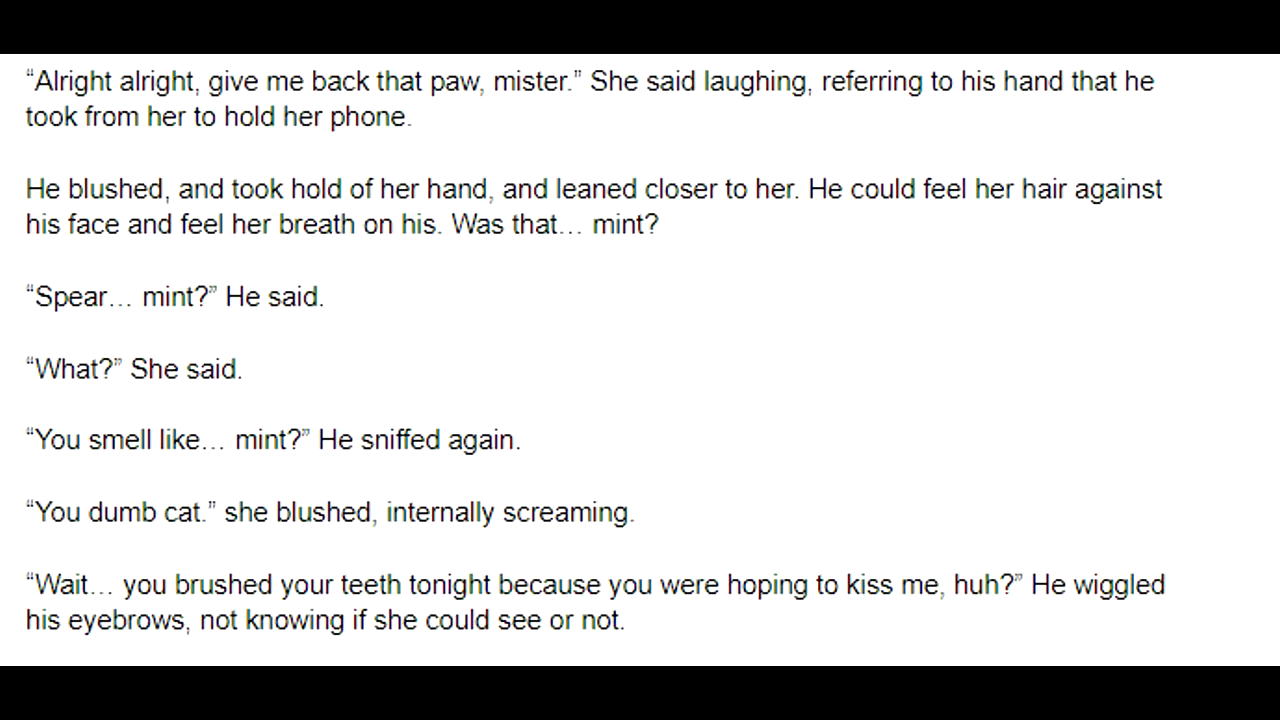 “Alright alright, give me back that paw, mister.” She said laughing, referring to his hand that he
took from her to hold her phone.
He blushed, and took hold of her hand, and leaned closer to her. He could feel her hair against
his face and feel her breath on his. Was that… mint?
“Spear… mint?” He said.
“What?” She said.
“You smell like… mint?” He sniffed again.
“You dumb cat.” she blushed, internally screaming.
“Wait… you brushed your teeth tonight because you were hoping to kiss me, huh?” He wiggled
his eyebrows, not knowing if she could see or not.